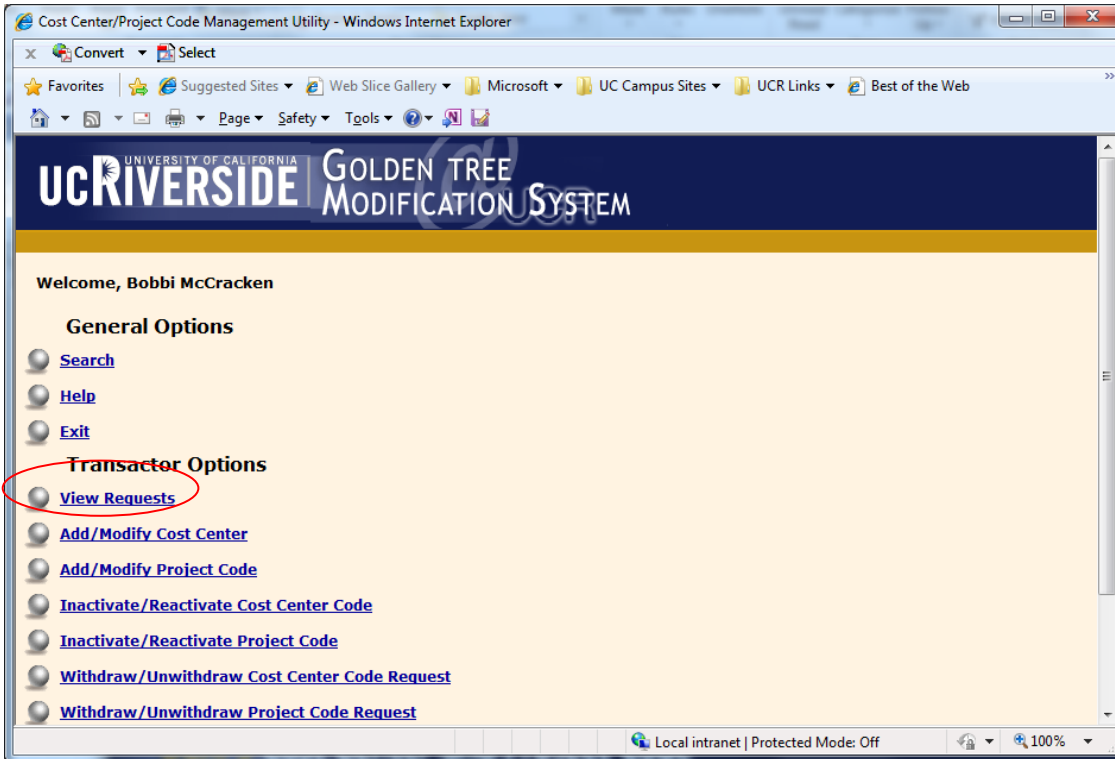 Cost Center/Project Code Management Utility - Windows Internet Explorer
x Convert Select
Favorites Suggested Sites Web Slice Gallery Microsoft UC Campus Sites UCR Links Best of the Web »
Page Safety Tools
UNIVERSITY OF CALIFORNIA
UCRIVERSIDE
GOLDEN TREE
MODIFICATION SYSTEM
@UCR
Welcome, Bobbi McCracken
General Options
Search
Help
Exit
Transactor Options
View Requests
Add/Modify Cost Center
Add/Modify Project Code
Inactivate/Reactivate Cost Center Code
Inactivate/Reactivate Project Code
Withdraw/Unwithdraw Cost Center Code Request
Withdraw/Unwithdraw Project Code Request
Local intranet | Protected Mode: Off 100%